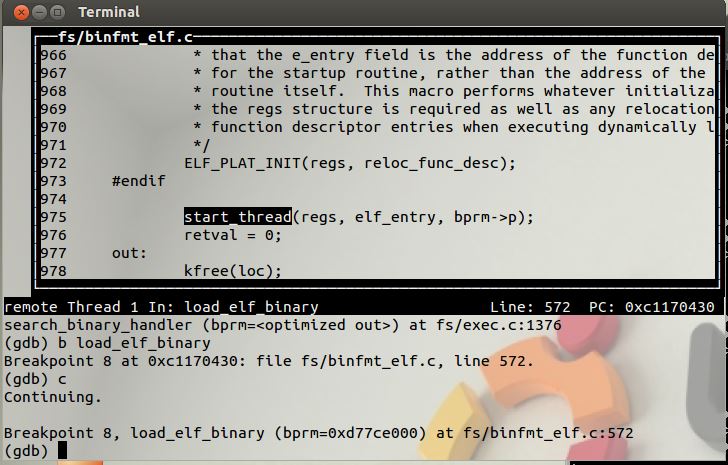 Terminal
fs/binfmt_elf.c
966 * that the e_entry field is the address of the function de
967 * for the startup routine, rather than the address of the
968 * routine itself.  This macro performs whatever initializa
969 * the regs structure is required as well as any relocation
970 * function descriptor entries when executing dynamically l
971 */
972 ELF_PLAT_INIT(regs, reloc_func_desc);
973 #endif
974
975 start_thread(regs, elf_entry, bprm->p);
976 retval = 0;
977 out:
978 kfree(loc);
remote Thread 1 In: load_elf_binary Line: 572 PC: 0xc1170430
search_binary_handler (bprm=<optimized out>) at fs/exec.c:1376
(gdb) b load_elf_binary
Breakpoint 8 at 0xc1170430: file fs/binfmt_elf.c, line 572.
(gdb) c
Continuing.
Breakpoint 8, load_elf_binary (bprm=0xd77ce000) at fs/binfmt_elf.c:572
(gdb)